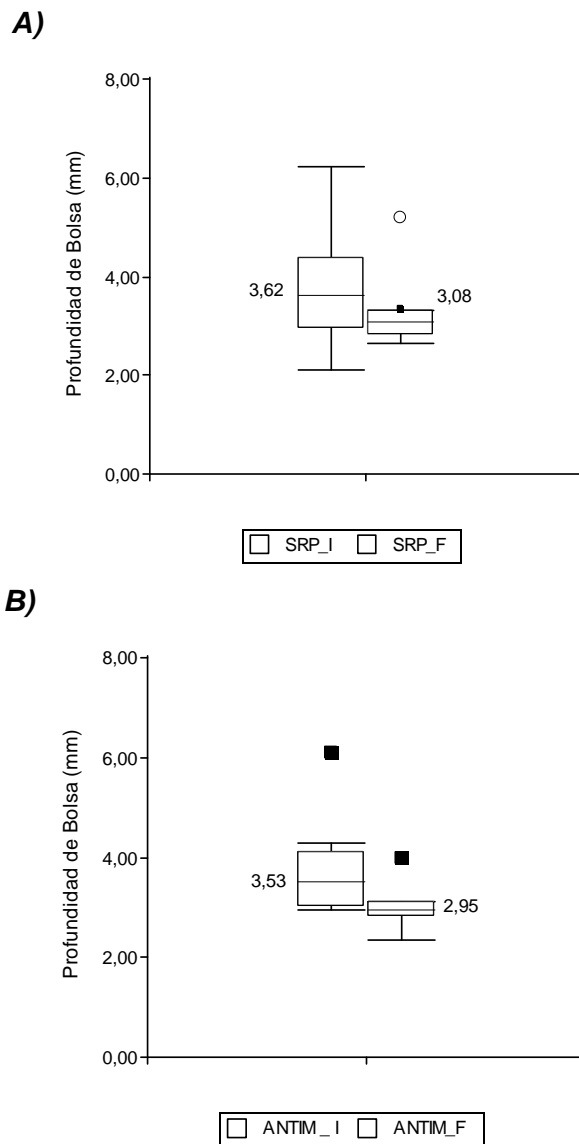 A)
8,00
Profundidad de Bolsa (mm)
6,00
4,00
3,62
3,08
2,00
0,00
SRP_I SRP_F
B)
8,00
Profundidad de Bolsa (mm)
6,00
4,00
3,53
2,95
2,00
0,00
ANTIM_I ANTIM_F